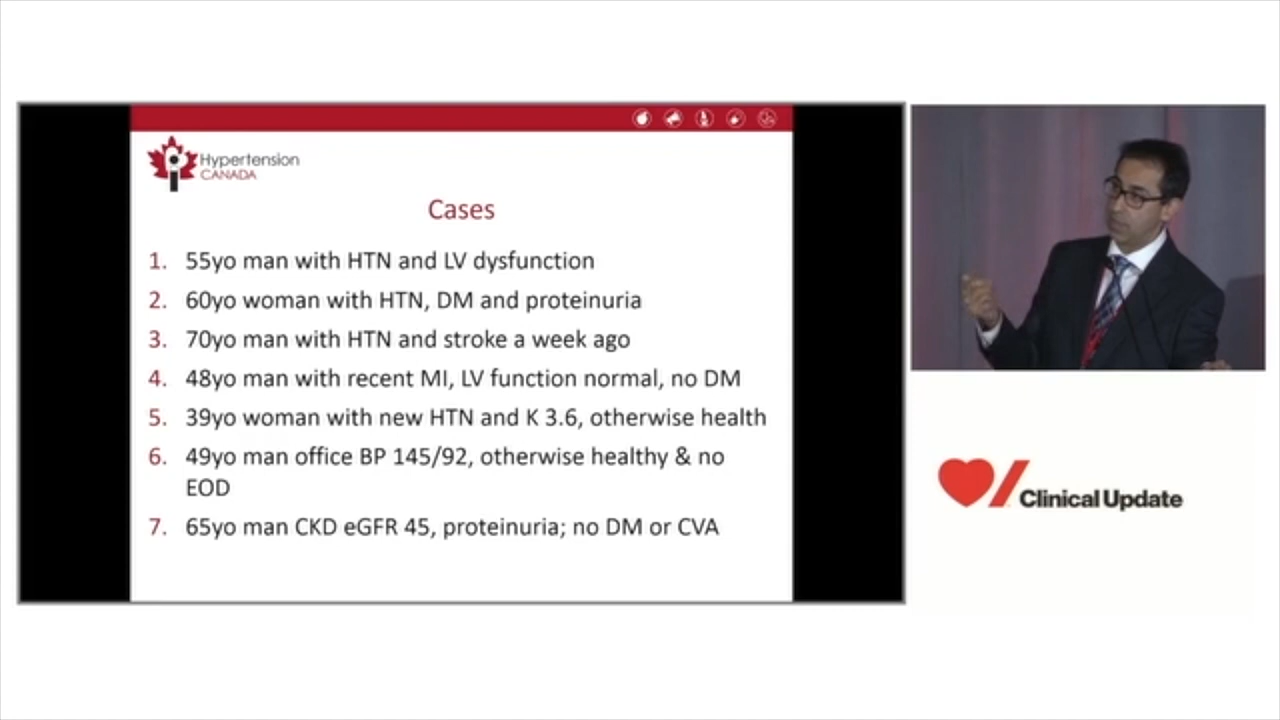 Hypertension
CANADA
Cases
1. 55yo man with HTN and LV dysfunction
2. 60yo woman with HTN, DM and proteinuria
3. 70yo man with HTN and stroke a week ago
4. 48yo man with recent MI, LV function normal, no DM
5. 39yo woman with new HTN and K 3.6, otherwise health
6. 49yo man office BP 145/92, otherwise healthy & no
EOD
7. 65yo man CKD eGFR 45, proteinuria; no DM or CVA
Clinical Update